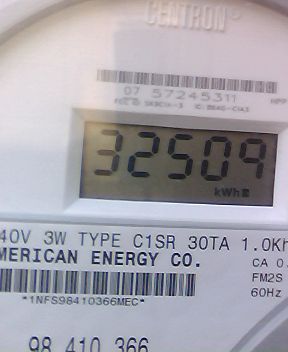 CENTRON®
07 57245311
HPP
32509
kWh
40V 3W TYPE C1SR 30TA 1.0Kh
MERICAN ENERGY CO.
CA 0.
FM2S
60Hz
*1NFS98410366MEC*
98 410 366